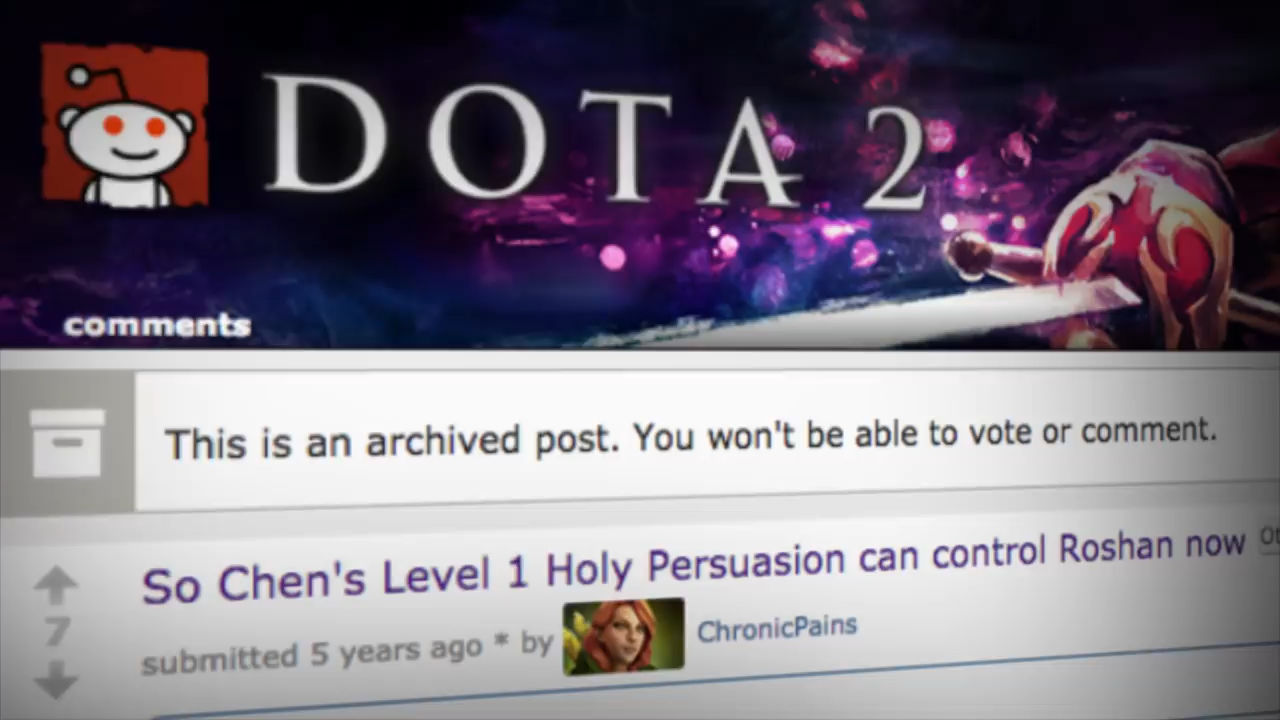 DOTA 2
comments
This is an archived post. You won't be able to vote or comment.
So Chen's Level 1 Holy Persuasion can control Roshan now
7
submitted 5 years ago * by ChronicPains